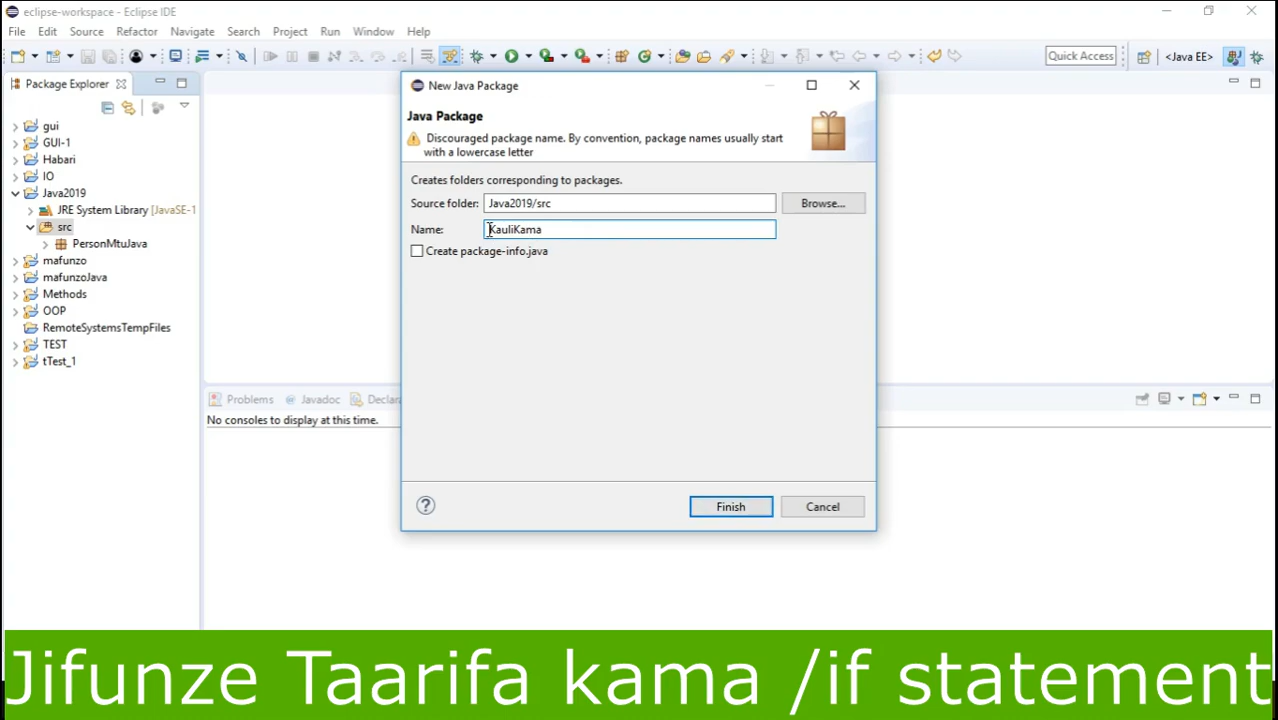 eclipse-workspace - Eclipse IDE
File Edit Source Refactor Navigate Search Project Run Window Help
Quick Access
<Java EE>
Package Explorer
gui
GUI-1
Habari
IO
Java2019
JRE System Library [JavaSE-1
src
PersonMtuJava
mafunzo
mafunzoJava
Methods
OOP
RemoteSystemsTempFiles
TEST
tTest_1
New Java Package
Java Package
Discouraged package name. By convention, package names usually start
with a lowercase letter
Creates folders corresponding to packages.
Source folder: Java2019/src Browse...
Name: KauliKama
Create package-info.java
Finish Cancel
Problems Javadoc Declara
No consoles to display at this time.
Jifunze Taarifa kama /if statement